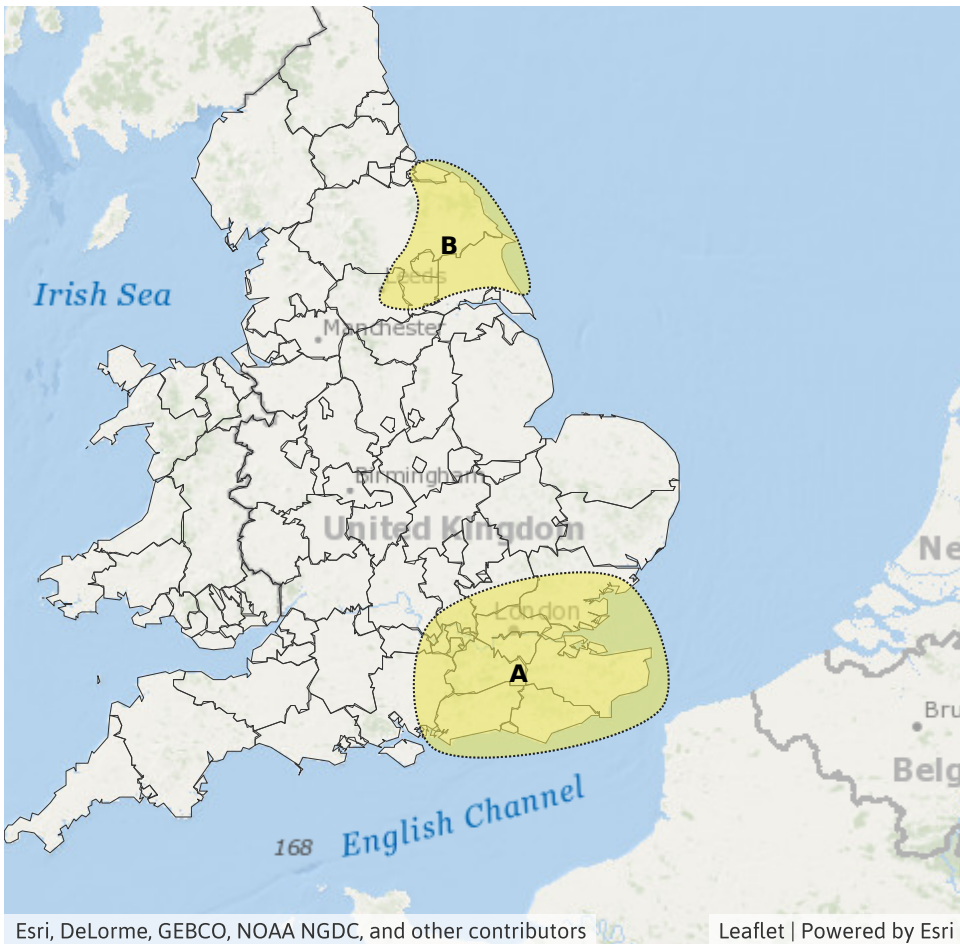 B
Leeds
Irish Sea
Manchester
Birmingham
United Kingdom
Ne
London
A
Bru
Belg
English Channel
168
Esri, DeLorme, GEBCO, NOAA NGDC, and other contributors
Leaflet | Powered by Esri